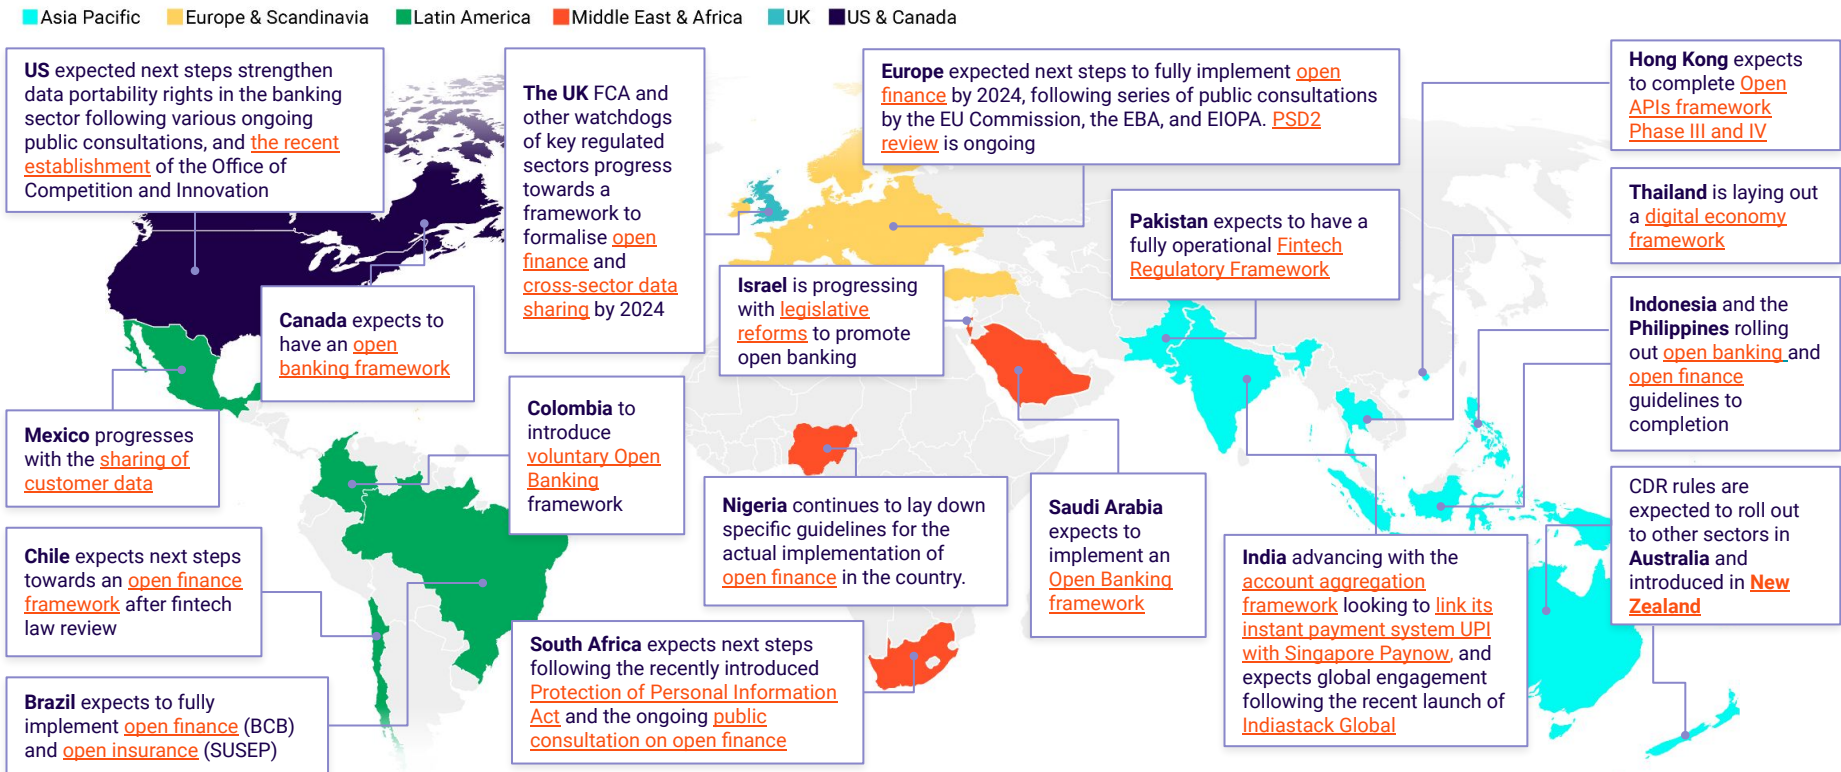 Asia Pacific Europe & Scandinavia Latin America Middle East & Africa UK US & Canada
US expected next steps strengthen
data portability rights in the banking
sector following various ongoing
public consultations, and the recent
establishment of the Office of
Competition and Innovation
The UK FCA and
other watchdogs
of key regulated
sectors progress
towards a
framework to
formalise open
finance and
cross-sector data
sharing by 2024
Europe expected next steps to fully implement open
finance by 2024, following series of public consultations
by the EU Commission, the EBA, and EIOPA. PSD2
review is ongoing
Hong Kong expects
to complete Open
APIs framework
Phase III and IV
Thailand is laying out
a digital economy
framework
Pakistan expects to have a
fully operational Fintech
Regulatory Framework
Israel is progressing
with legislative
reforms to promote
open banking
Indonesia and the
Philippines rolling
out open banking and
open finance
guidelines to
completion
Canada expects to
have an open
banking framework
Colombia to
introduce
voluntary Open
Banking
framework
Mexico progresses
with the sharing of
customer data
Nigeria continues to lay down
specific guidelines for the
actual implementation of
open finance in the country.
Saudi Arabia
expects to
implement an
Open Banking
framework
CDR rules are
expected to roll out
to other sectors in
Australia and
introduced in New
Zealand
Chile expects next steps
towards an open finance
framework after fintech
law review
India advancing with the
account aggregation
framework looking to link its
instant payment system UPI
with Singapore Paynow, and
expects global engagement
following the recent launch of
Indiastack Global
South Africa expects next steps
following the recently introduced
Protection of Personal Information
Act and the ongoing public
consultation on open finance
Brazil expects to fully
implement open finance (BCB)
and open insurance (SUSEP)